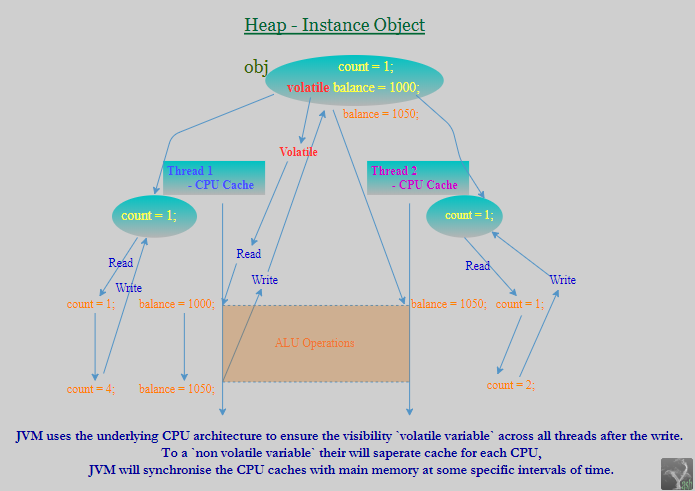 Heap - Instance Object
obj
count = 1;
volatile balance = 1000;
balance = 1050;
Volatile
Thread 1
- CPU Cache
Thread 2
- CPU Cache
count = 1;
count = 1;
Read
Write
Read
Write
Read
Write
count = 1;
balance = 1000;
balance = 1050;
count = 1;
ALU Operations
count = 4;
balance = 1050;
count = 2;
JVM uses the underlying CPU architecture to ensure the visibility `volatile variable` across all threads after the write.
To a `non volatile variable` their will saperate cache for each CPU,
JVM will synchronise the CPU caches with main memory at some specific intervals of time.